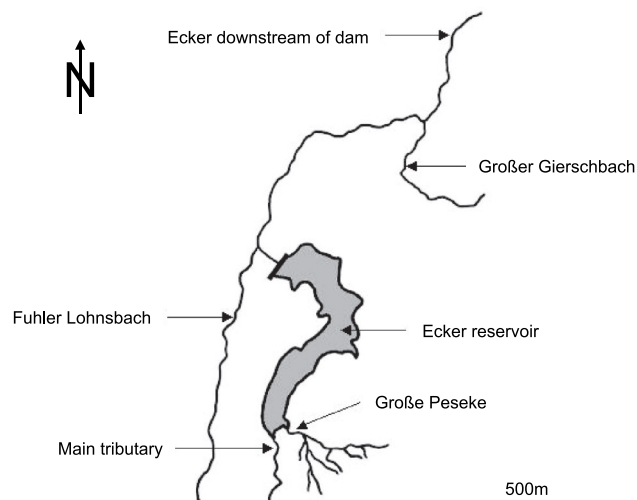 Ecker downstream of dam
N
Großer Gierschbach
Fuhler Lohnsbach
Ecker reservoir
Große Peseke
Main tributary
500m